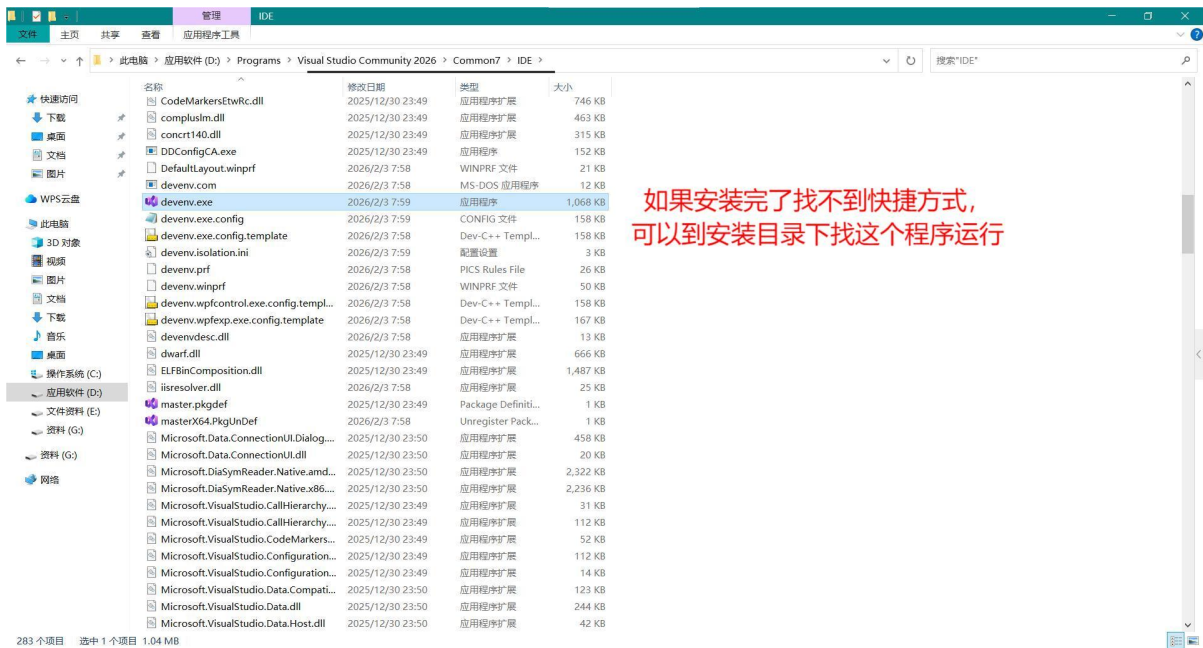 管理 IDE
文件 主页 共享 查看 应用程序工具
此电脑 > 应用软件 (D:) > Programs > Visual Studio Community 2026 > Common7 > IDE >
搜索"IDE"
快速访问
下载
桌面
文档
图片
WPS云盘
此电脑
3D 对象
视频
图片
文档
下载
音乐
桌面
操作系统 (C:)
应用软件 (D:)
文件资料 (E:)
资料 (G:)
资料 (G:)
网络
名称 修改日期 类型 大小
CodeMarkersEtwRc.dll 2025/12/30 23:49 应用程序扩展 746 KB
compluslm.dll 2025/12/30 23:49 应用程序扩展 463 KB
concrt140.dll 2025/12/30 23:49 应用程序扩展 315 KB
DDConfigCA.exe 2025/12/30 23:49 应用程序 152 KB
DefaultLayout.winprf 2026/2/3 7:58 WINPRF 文件 21 KB
devenv.com 2026/2/3 7:58 MS-DOS 应用程序 12 KB
devenv.exe 2026/2/3 7:59 应用程序 1,068 KB
devenv.exe.config 2026/2/3 7:59 CONFIG 文件 158 KB
devenv.exe.config.template 2026/2/3 7:58 Dev-C++ Templ... 158 KB
devenv.isolation.ini 2026/2/3 7:59 配置设置 3 KB
devenv.prf 2026/2/3 7:58 PICS Rules File 26 KB
devenv.winprf 2026/2/3 7:58 WINPRF 文件 50 KB
devenv.wpfcontrol.exe.config.templ... 2026/2/3 7:58 Dev-C++ Templ... 158 KB
devenv.wpfexp.exe.config.template 2026/2/3 7:58 Dev-C++ Templ... 167 KB
devenvdesc.dll 2026/2/3 7:58 应用程序扩展 13 KB
dwarf.dll 2025/12/30 23:49 应用程序扩展 666 KB
ELFBinComposition.dll 2025/12/30 23:49 应用程序扩展 1,487 KB
iisresolver.dll 2026/2/3 7:58 应用程序扩展 25 KB
master.pkgdef 2025/12/30 23:49 Package Definiti... 1 KB
masterX64.PkgUnDef 2026/2/3 7:58 Unregister Pack... 1 KB
Microsoft.Data.ConnectionUI.Dialog.... 2025/12/30 23:50 应用程序扩展 458 KB
Microsoft.Data.ConnectionUI.dll 2025/12/30 23:50 应用程序扩展 20 KB
Microsoft.DiaSymReader.Native.amd... 2025/12/30 23:50 应用程序扩展 2,322 KB
Microsoft.DiaSymReader.Native.x86.... 2025/12/30 23:50 应用程序扩展 2,236 KB
Microsoft.VisualStudio.CallHierarchy.... 2025/12/30 23:49 应用程序扩展 31 KB
Microsoft.VisualStudio.CallHierarchy.... 2025/12/30 23:49 应用程序扩展 112 KB
Microsoft.VisualStudio.CodeMarkers... 2025/12/30 23:49 应用程序扩展 52 KB
Microsoft.VisualStudio.Configuration... 2025/12/30 23:49 应用程序扩展 112 KB
Microsoft.VisualStudio.Configuration... 2025/12/30 23:49 应用程序扩展 14 KB
Microsoft.VisualStudio.Data.Compati... 2025/12/30 23:50 应用程序扩展 123 KB
Microsoft.VisualStudio.Data.dll 2025/12/30 23:50 应用程序扩展 244 KB
Microsoft.VisualStudio.Data.Host.dll 2025/12/30 23:50 应用程序扩展 42 KB
如果安装完了找不到快捷方式，
可以到安装目录下找这个程序运行
283 个项目 选中 1 个项目 1.04 MB